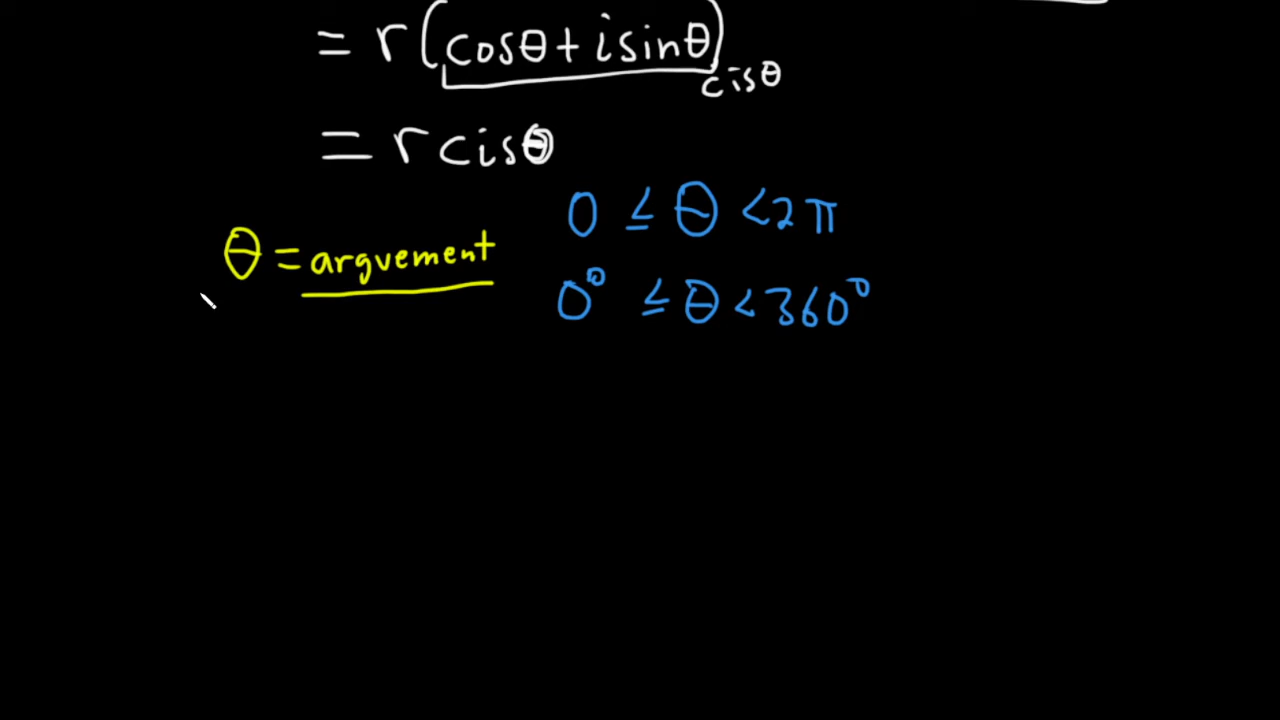 = r(cosθ + isinθ)
cisθ
= r cisθ
0 ≤ θ < 2π
θ = arguement
0° ≤ θ < 360°